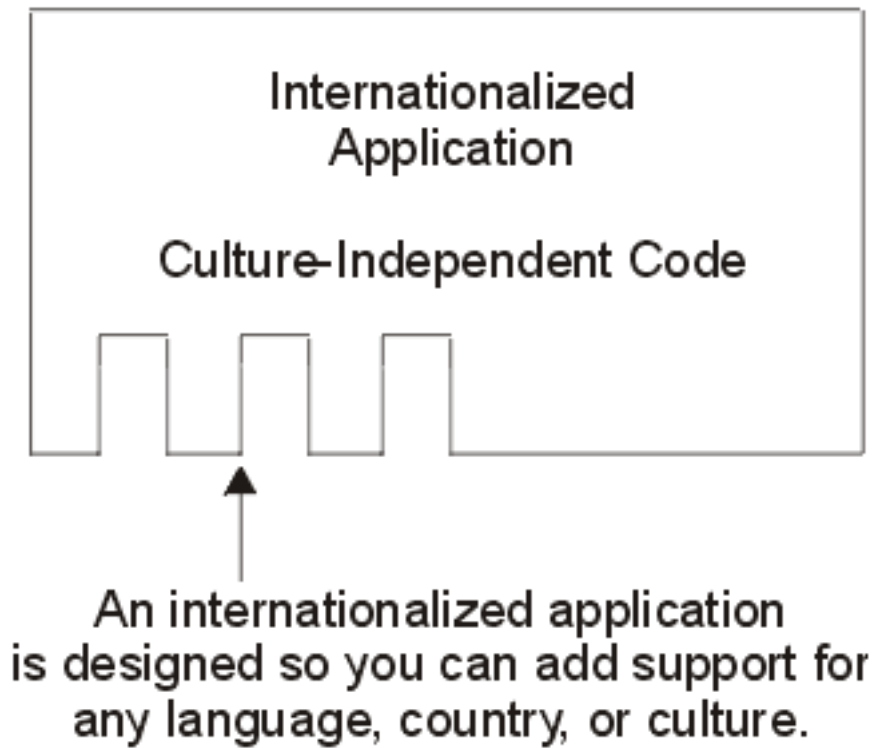 Internationalized
Application
Culture-Independent Code
An internationalized application
is designed so you can add support for
any language, country, or culture.